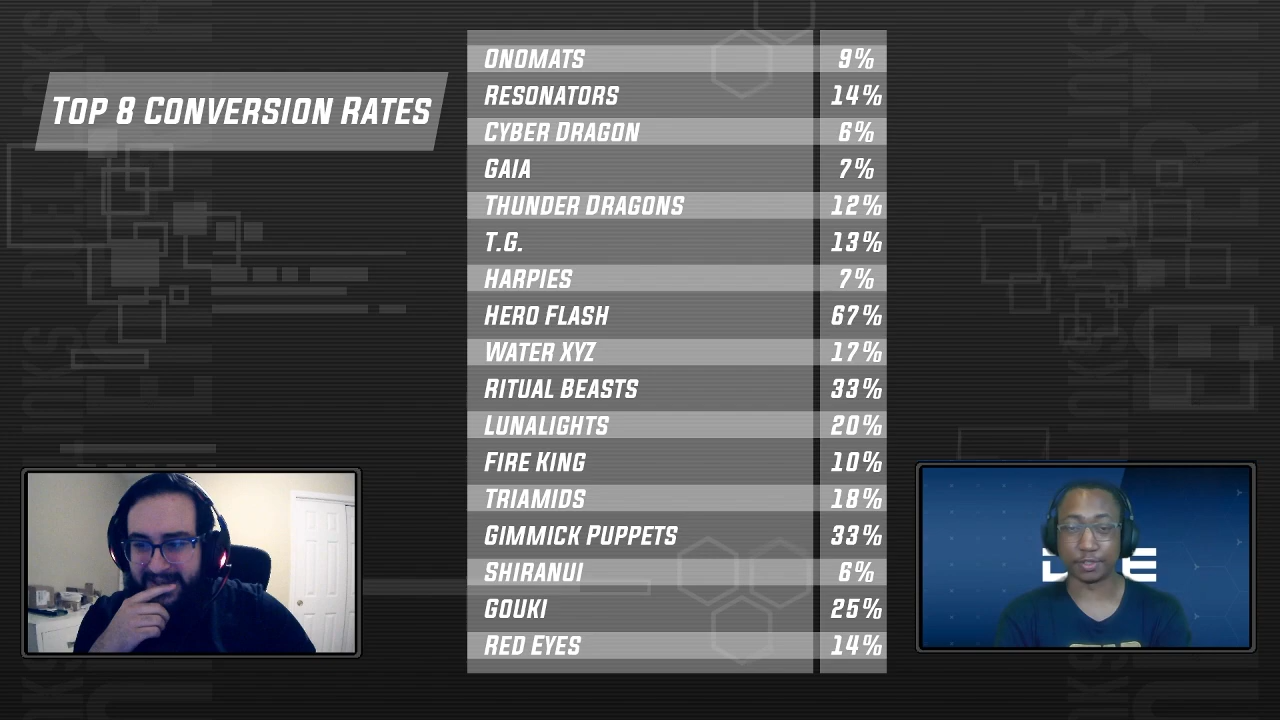 TOP 8 CONVERSION RATES
ONOMATS 9%
RESONATORS 14%
CYBER DRAGON 6%
GAIA 7%
THUNDER DRAGONS 12%
T.G. 13%
HARPIES 7%
HERO FLASH 67%
WATER XYZ 17%
RITUAL BEASTS 33%
LUNALIGHTS 20%
FIRE KING 10%
TRIAMIDS 18%
GIMMICK PUPPETS 33%
SHIRANUI 6%
GOUKI 25%
RED EYES 14%